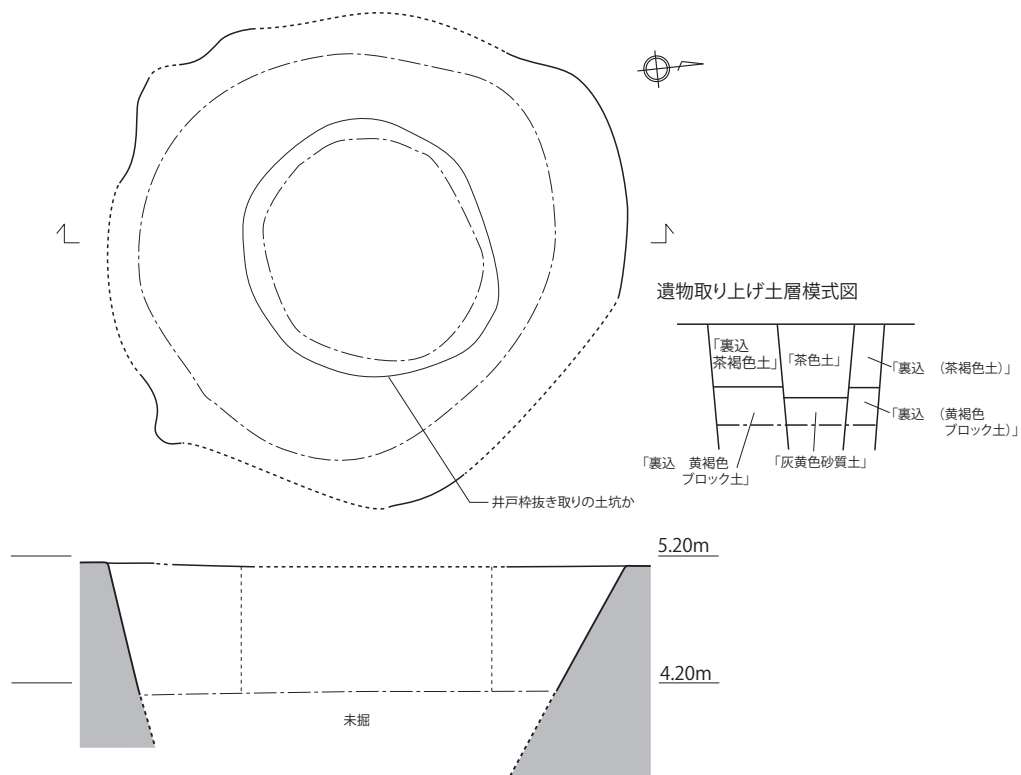 遺物取り上げ土層模式図
「裏込
茶褐色土」
「茶色土」
「裏込 （茶褐色土）」
「裏込 （黄褐色
ブロック土）」
「裏込 黄褐色
ブロック土」
「灰黄色砂質土」
井戸枠抜き取りの土坑か
5.20m
4.20m
未掘